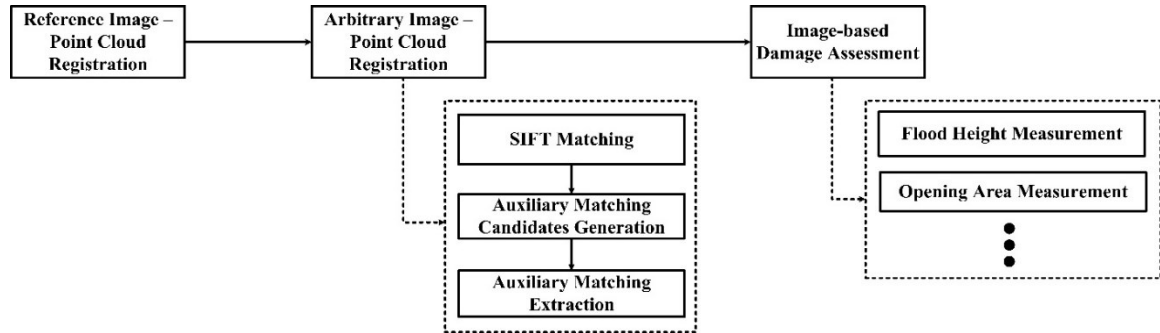 Reference Image –
Point Cloud
Registration
Arbitrary Image –
Point Cloud
Registration
Image-based
Damage Assessment
SIFT Matching
Auxiliary Matching
Candidates Generation
Auxiliary Matching
Extraction
Flood Height Measurement
Opening Area Measurement